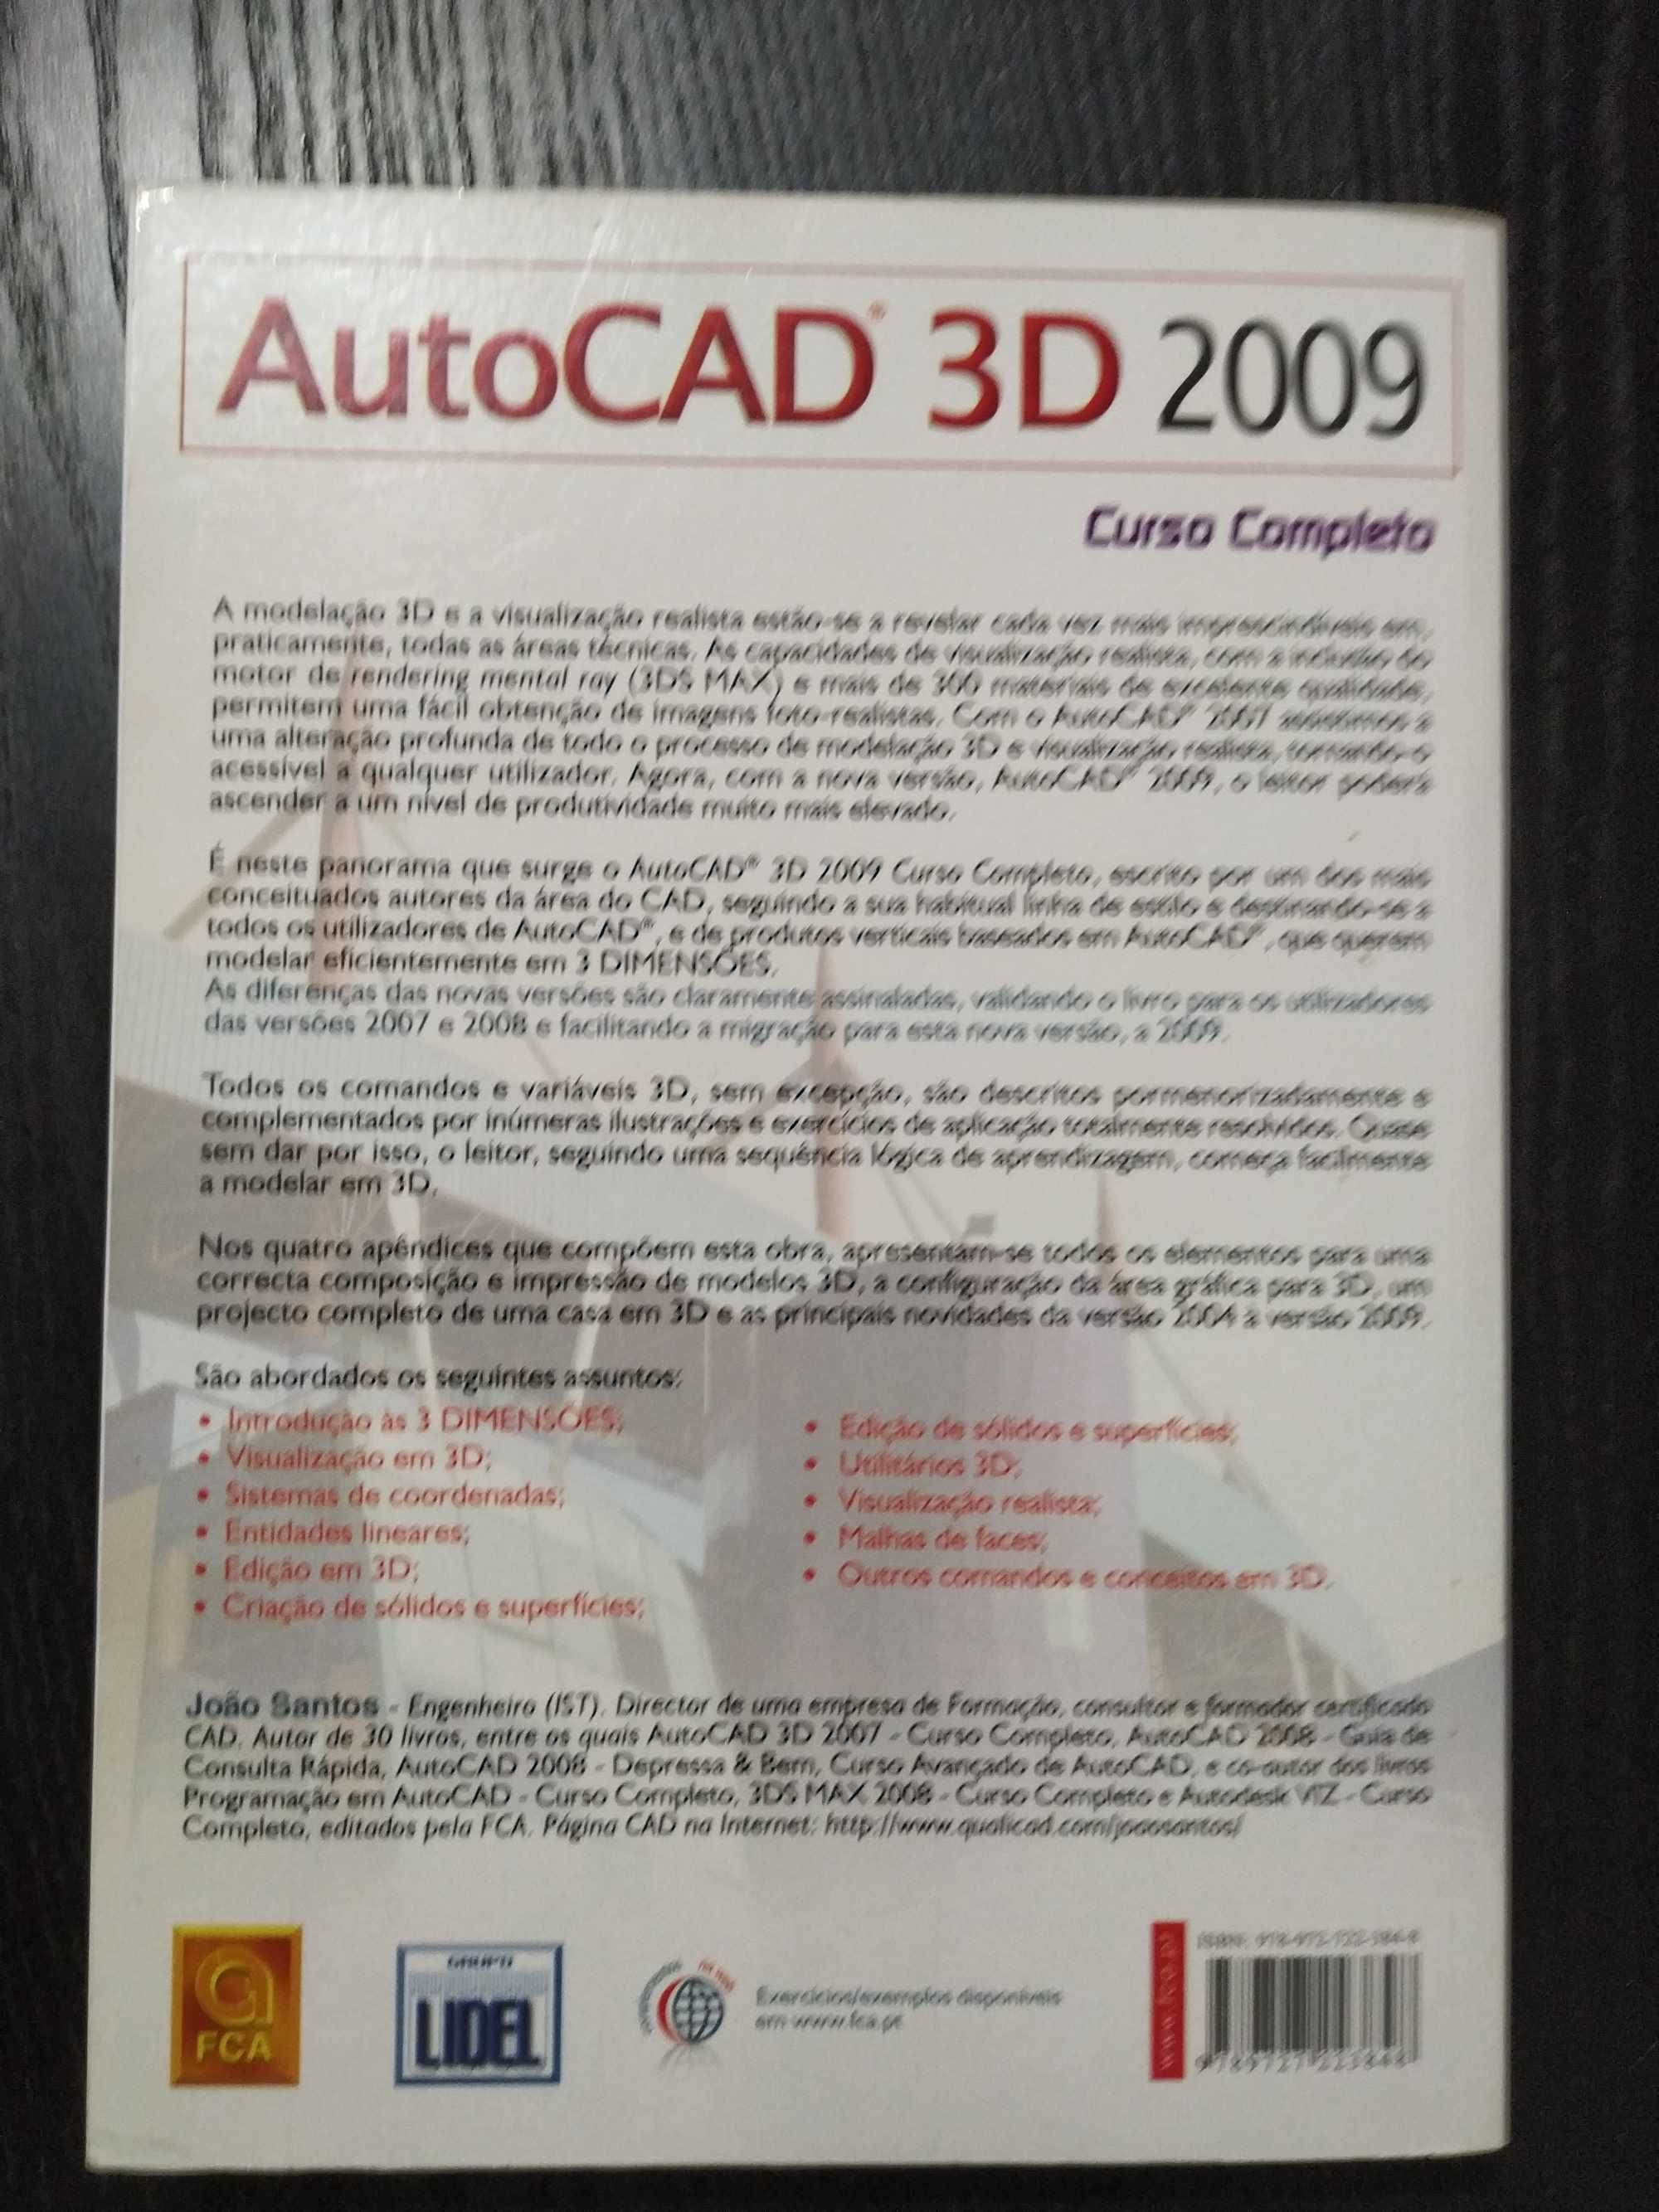 AutoCAD® 3D 2009
Curso Completo
A modelação 3D e a visualização realista estão-se a revelar cada vez mais imprescindíveis em,
praticamente, todas as áreas técnicas. As capacidades de visualização realista, com a inclusão do
motor de rendering mental ray (3DS MAX) e mais de 300 materiais de excelente qualidade,
permitem uma fácil obtenção de imagens foto-realistas. Com o AutoCAD® 2007 assistimos a
uma alteração profunda de todo o processo de modelação 3D e visualização realista, tornando-o
acessível a qualquer utilizador. Agora, com a nova versão, AutoCAD® 2009, o leitor poderá
ascender a um nível de produtividade muito mais elevado.
É neste panorama que surge o AutoCAD® 3D 2009 Curso Completo, escrito por um dos mais
conceituados autores da área do CAD, seguindo a sua habitual linha de estilo e destinando-se a
todos os utilizadores de AutoCAD®, e de produtos verticais baseados em AutoCAD®, que querem
modelar eficientemente em 3 DIMENSÕES.
As diferenças das novas versões são claramente assinaladas, validando o livro para os utilizadores
das versões 2007 e 2008 e facilitando a migração para esta nova versão, a 2009.
Todos os comandos e variáveis 3D, sem excepção, são descritos pormenorizadamente e
complementados por inúmeras ilustrações e exercícios de aplicação totalmente resolvidos. Quase
sem dar por isso, o leitor, seguindo uma sequência lógica de aprendizagem, começa facilmente
a modelar em 3D.
Nos quatro apêndices que compõem esta obra, apresentam-se todos os elementos para uma
correcta composição e impressão de modelos 3D, a configuração da área gráfica para 3D, um
projecto completo de uma casa em 3D e as principais novidades da versão 2004 à versão 2009.
São abordados os seguintes assuntos:
• Introdução às 3 DIMENSÕES;
• Visualização em 3D;
• Sistemas de coordenadas;
• Entidades lineares;
• Edição em 3D;
• Criação de sólidos e superfícies;
• Edição de sólidos e superfícies;
• Utilitários 3D;
• Visualização realista;
• Malhas de faces;
• Outros comandos e conceitos em 3D.
João Santos - Engenheiro (IST). Director de uma empresa de Formação, consultor e formador certificado
CAD. Autor de 30 livros, entre os quais AutoCAD 3D 2007 - Curso Completo, AutoCAD 2008 - Guia de
Consulta Rápida, AutoCAD 2008 - Depressa & Bem, Curso Avançado de AutoCAD, e co-autor dos livros
Programação em AutoCAD - Curso Completo, 3DS MAX 2008 - Curso Completo e Autodesk VIZ - Curso
Completo, editados pela FCA. Página CAD na Internet: http://www.qualicad.com/joaosantos/
FCA
GRUPO
LIDEL
na net
Exercícios/exemplos disponíveis
em www.fca.pt
www.fca.pt
ISBN: 978-972-722-384-8
9 789727 223848